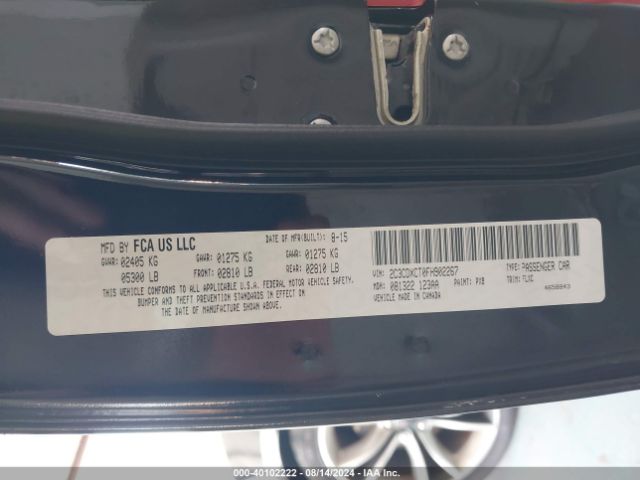 MFD BY FCA US LLC DATE OF MFR(BUILT): 8-15
GVWR: 02405 KG GAWR: 01275 KG GAWR: 01275 KG
05300 LB FRONT: 02810 LB REAR: 02810 LB
THIS VEHICLE CONFORMS TO ALL APPLICABLE U.S.A. FEDERAL MOTOR VEHICLE SAFETY,
BUMPER AND THEFT PREVENTION STANDARDS IN EFFECT ON
THE DATE OF MANUFACTURE SHOWN ABOVE.
VIN: 2C3CDXCT0FH902267 TYPE: PASSENGER CAR
MDH: 081322 123AA PAINT: PX8 TRIM: FLXC
VEHICLE MADE IN CANADA
000-40102222 - 08/14/2024 - IAA Inc.